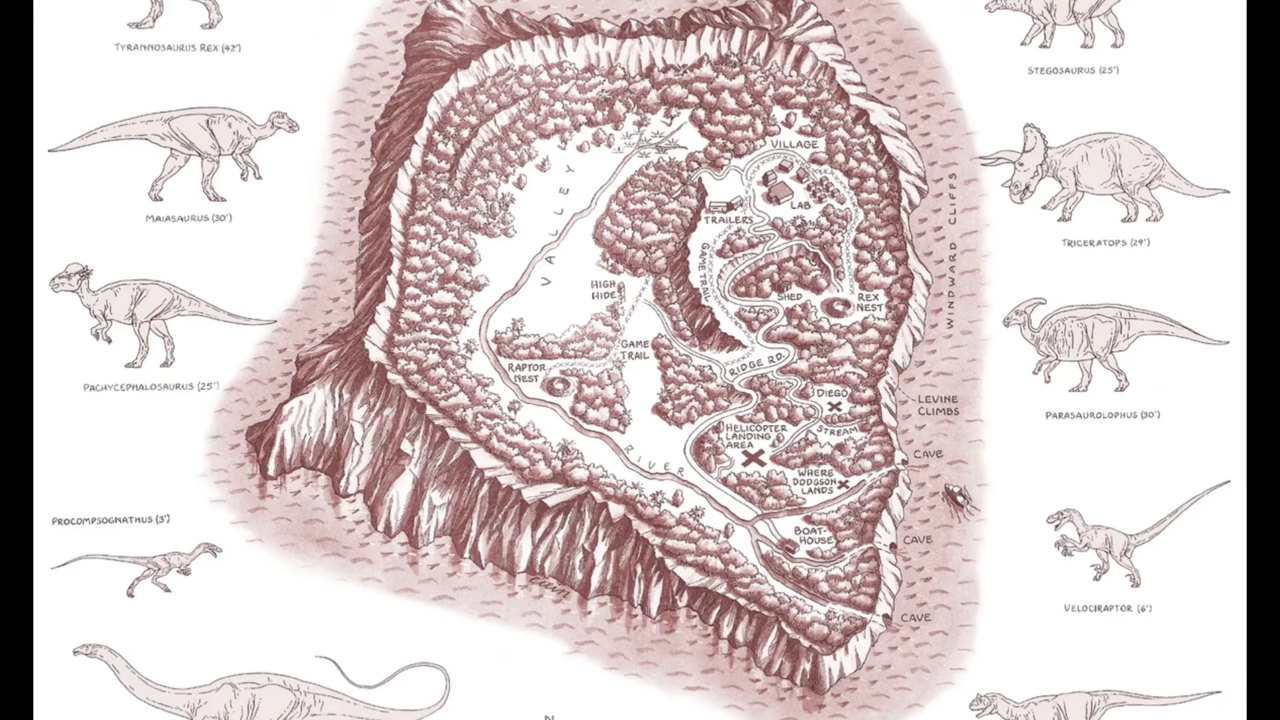 TYRANNOSAURUS REX (42')
STEGOSAURUS (25')
MAIASAURUS (30')
TRICERATOPS (29')
PACHYCEPHALOSAURUS (25')
PARASAUROLOPHUS (30')
PROCOMPSOGNATHUS (3')
VELOCIRAPTOR (6')
VILLAGE
LAB
TRAILERS
VALLEY
GAME TRAIL
WINDWARD CLIFFS
HIGH
HIDE
SHED
REX
NEST
GAME
TRAIL
RIDGE RD.
RAPTOR
NEST
DIEGO
LEVINE
CLIMBS
HELICOPTER
LANDING
AREA
STREAM
RIVER
CAVE
WHERE
DODGSON
LANDS
BOAT-
HOUSE
CAVE
CAVE
N